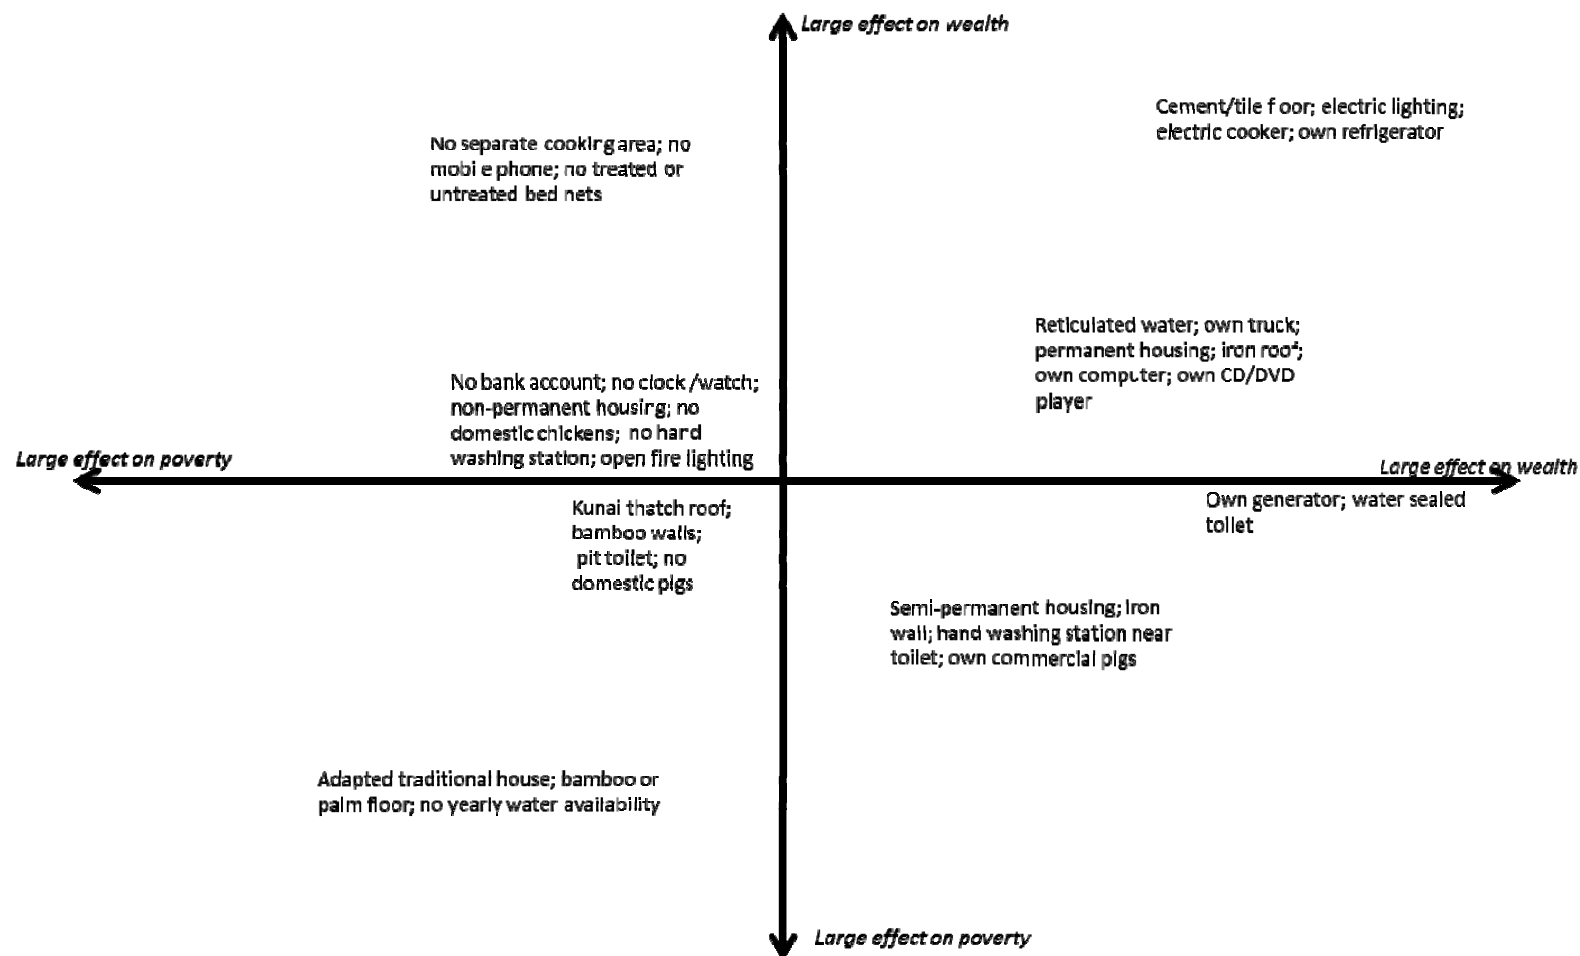 Large effect on wealth
Cement/tile f oor; electric lighting;
electric cooker; own refrigerator
No separate cooking area; no
mobi e phone; no treated or
untreated bed nets
Reticulated water; own truck;
permanent housing; iron roof;
own computer; own CD/DVD
player
No bank account; no clock /watch;
non-permanent housing; no
domestic chickens; no hard
washing station; open fire lighting
Large effect on poverty
Large effect on wealth
Own generator; water sealed
toilet
Kunai thatch roof;
bamboo walls;
pit toilet; no
domestic pigs
Semi-permanent housing; iron
wall; hand washing station near
toilet; own commercial pigs
Adapted traditional house; bamboo or
palm floor; no yearly water availability
Large effect on poverty